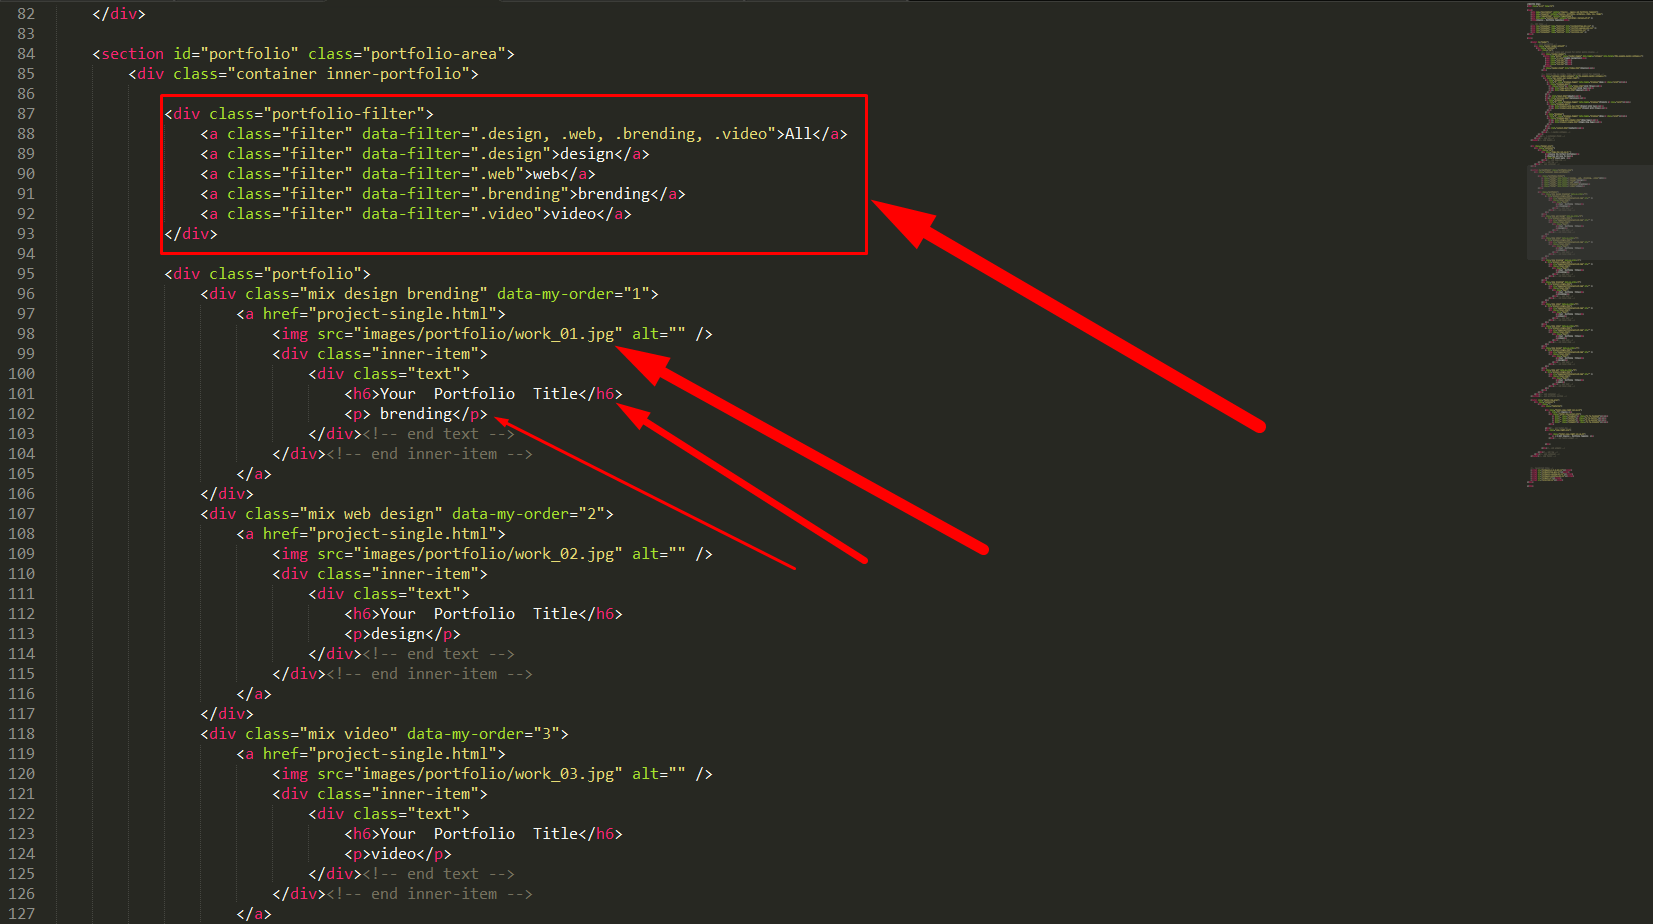 82 </div>
83
84 <section id="portfolio" class="portfolio-area">
85 <div class="container inner-portfolio">
86
87 <div class="portfolio-filter">
88 <a class="filter" data-filter=".design, .web, .brending, .video">All</a>
89 <a class="filter" data-filter=".design">design</a>
90 <a class="filter" data-filter=".web">web</a>
91 <a class="filter" data-filter=".brending">brending</a>
92 <a class="filter" data-filter=".video">video</a>
93 </div>
94
95 <div class="portfolio">
96 <div class="mix design brending" data-my-order="1">
97 <a href="project-single.html">
98 <img src="images/portfolio/work_01.jpg" alt="" />
99 <div class="inner-item">
100 <div class="text">
101 <h6>Your  Portfolio  Title</h6>
102 <p> brending</p>
103 </div><!-- end text -->
104 </div><!-- end inner-item -->
105 </a>
106 </div>
107 <div class="mix web design" data-my-order="2">
108 <a href="project-single.html">
109 <img src="images/portfolio/work_02.jpg" alt="" />
110 <div class="inner-item">
111 <div class="text">
112 <h6>Your  Portfolio  Title</h6>
113 <p>design</p>
114 </div><!-- end text -->
115 </div><!-- end inner-item -->
116 </a>
117 </div>
118 <div class="mix video" data-my-order="3">
119 <a href="project-single.html">
120 <img src="images/portfolio/work_03.jpg" alt="" />
121 <div class="inner-item">
122 <div class="text">
123 <h6>Your  Portfolio  Title</h6>
124 <p>video</p>
125 </div><!-- end text -->
126 </div><!-- end inner-item -->
127 </a>